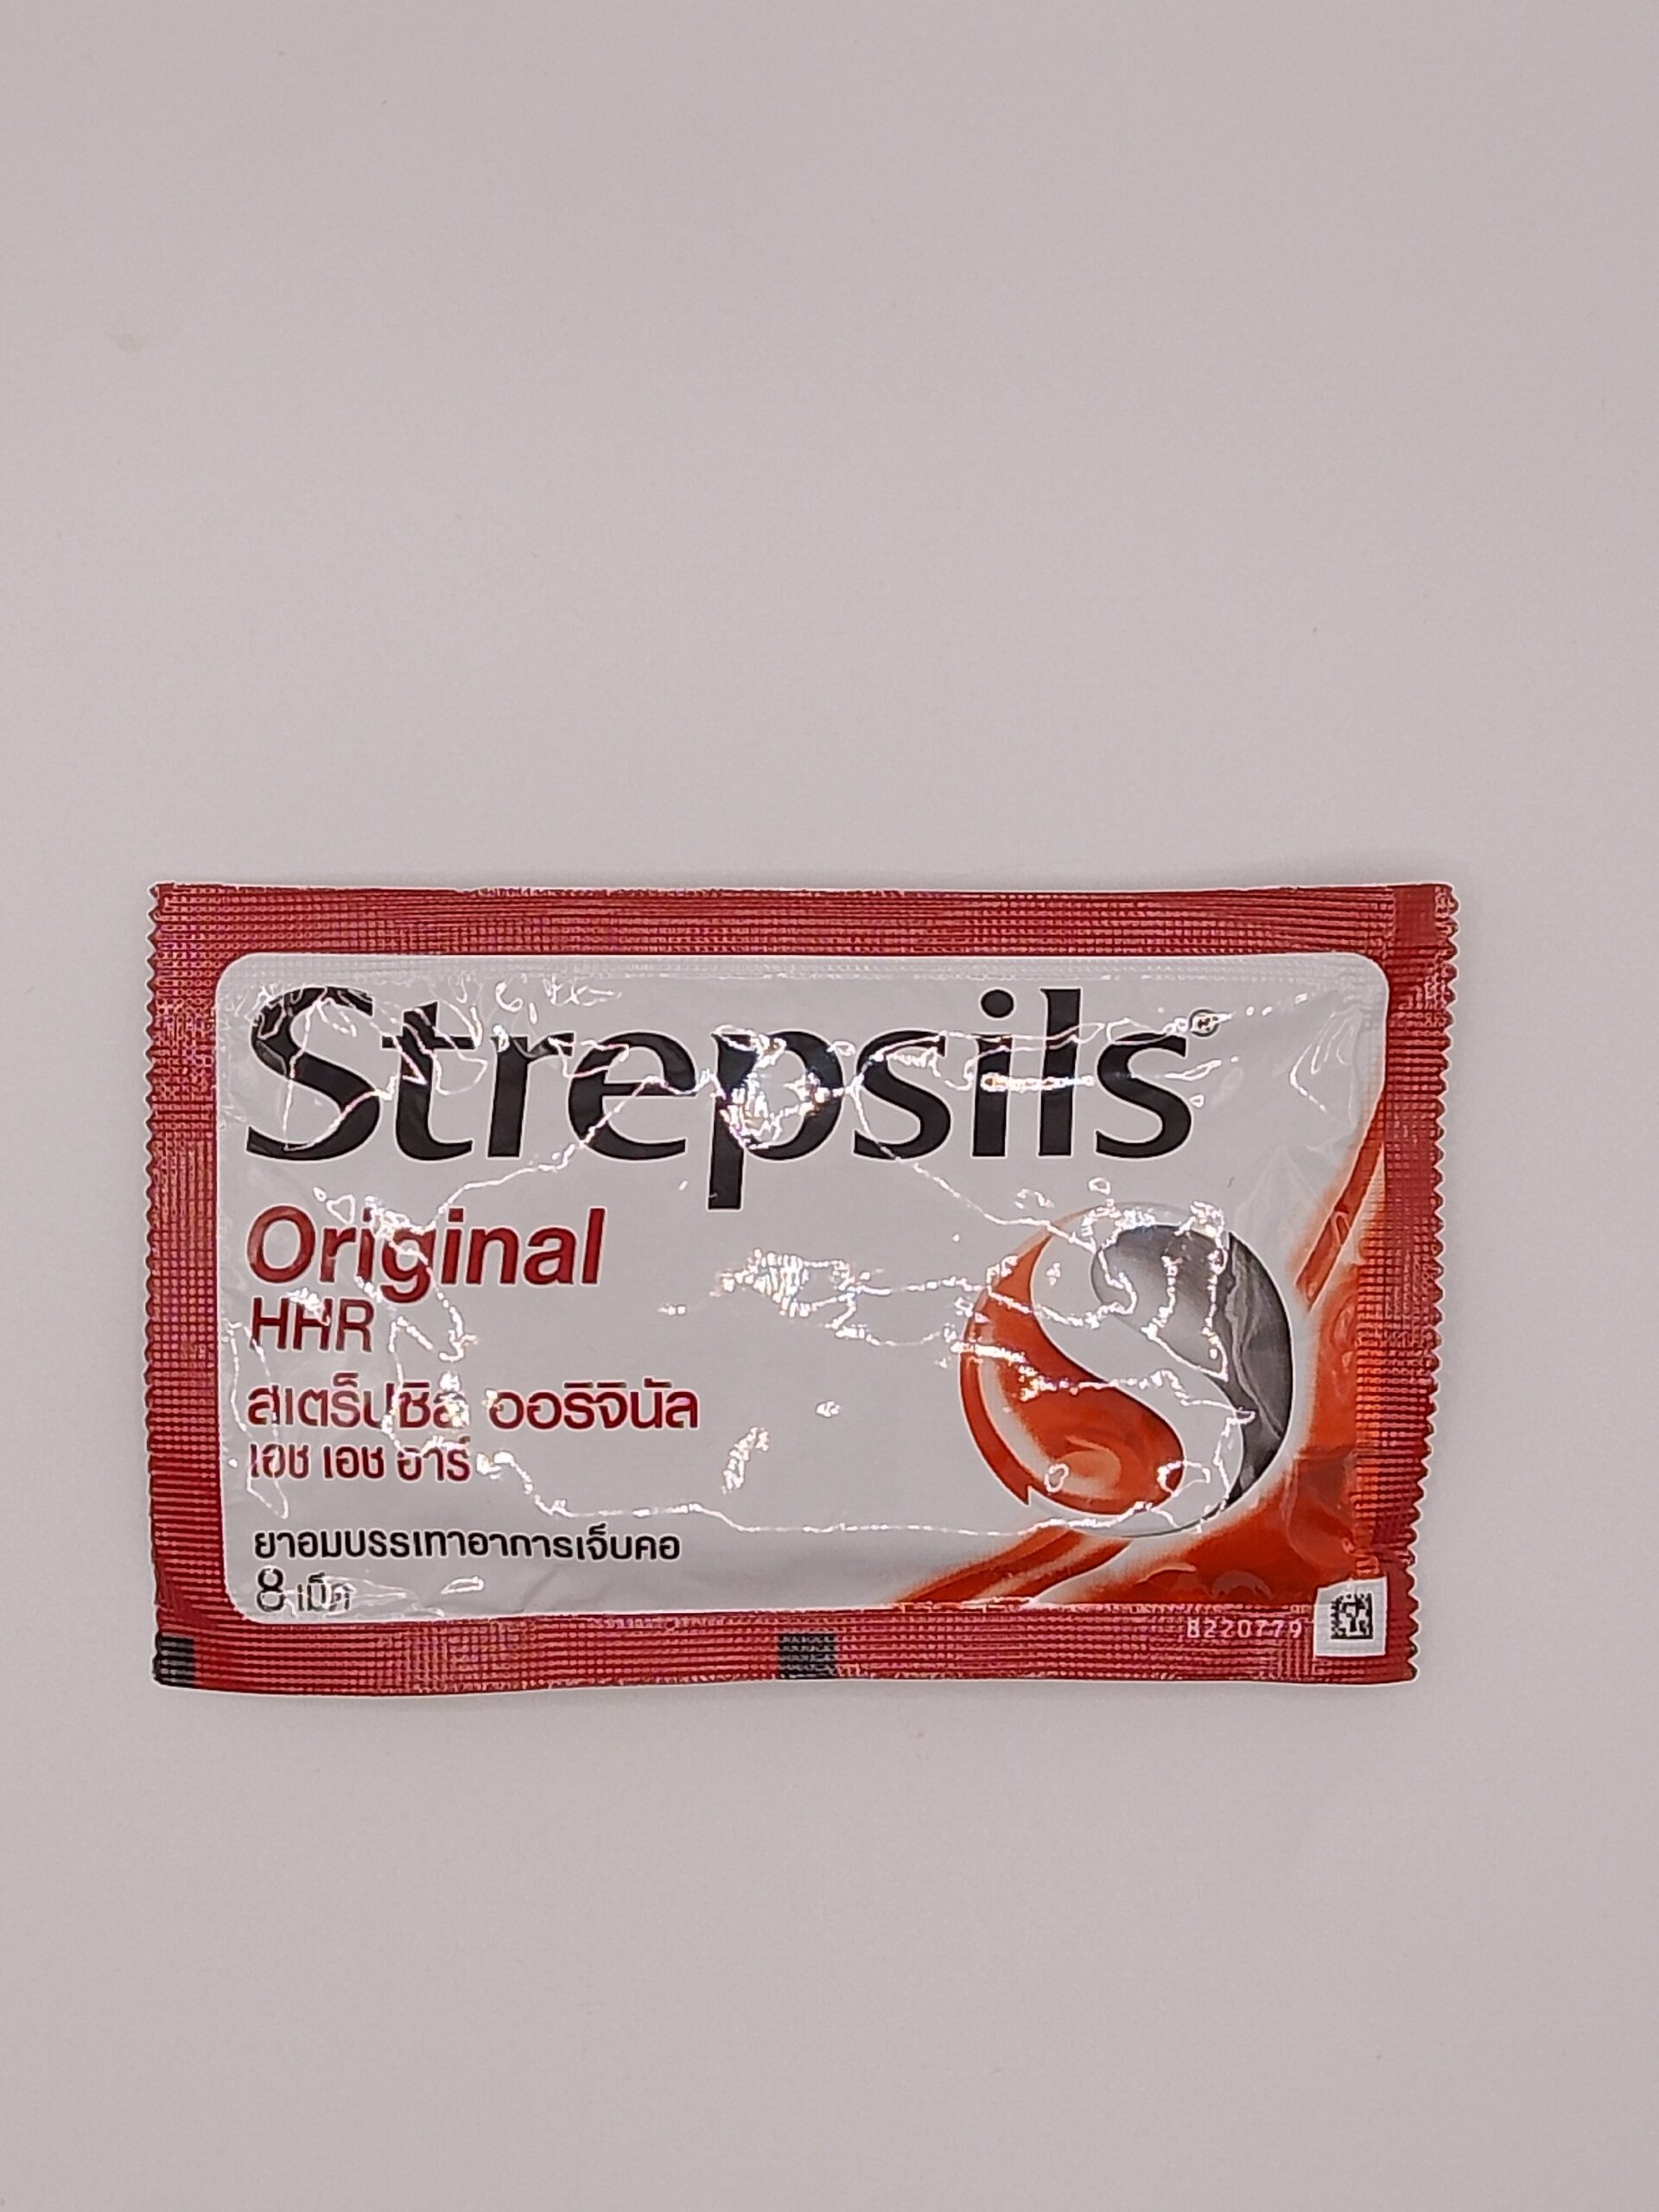 Strepsils®
Original
HHR
สเตร็ปซิล ออริจินัล
เอช เอช อาร์
ยาอมบรรเทาอาการเจ็บคอ
8 เม็ด
8220779